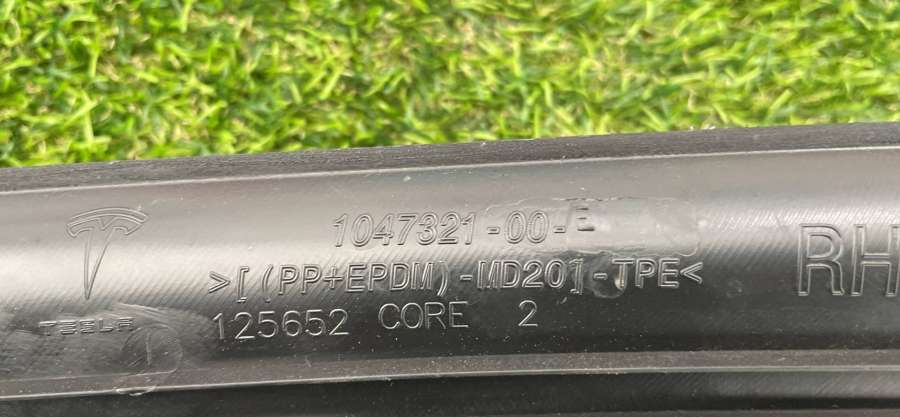 1047321-00-E
>[(PP+EPDM)-MD20]-TPE<
125652 CORE 2
TESLA
RH